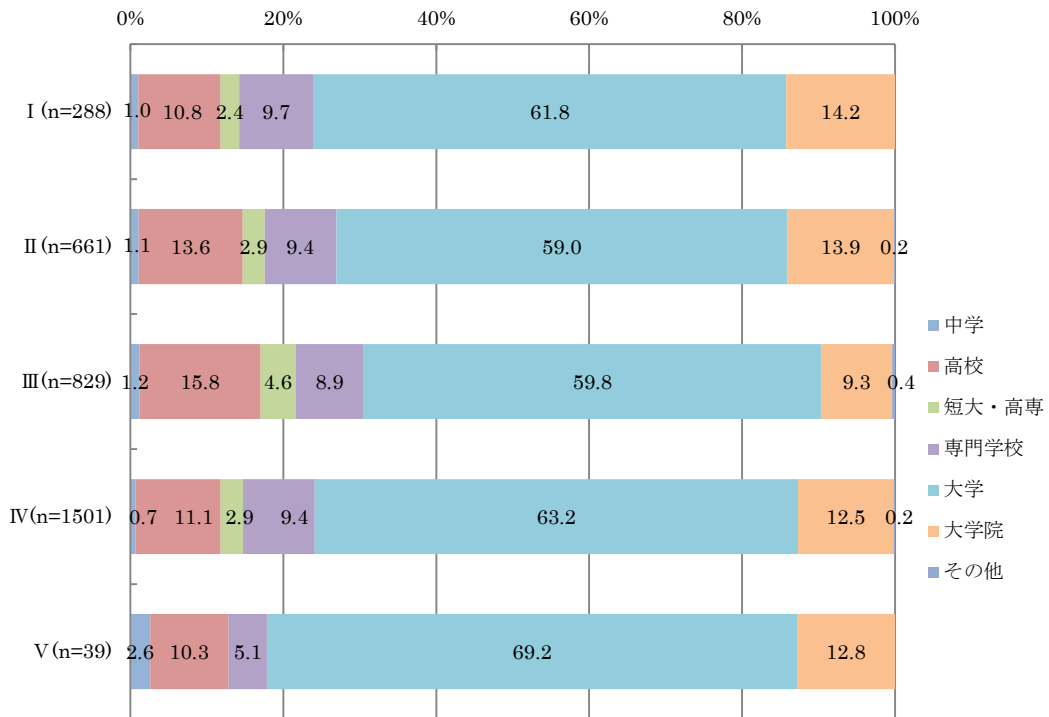 0% 20% 40% 60% 80% 100%
Ⅰ(n=288) 1.0 10.8 2.4 9.7 61.8 14.2
Ⅱ(n=661) 1.1 13.6 2.9 9.4 59.0 13.9 0.2
Ⅲ(n=829) 1.2 15.8 4.6 8.9 59.8 9.3 0.4
Ⅳ(n=1501) 0.7 11.1 2.9 9.4 63.2 12.5 0.2
Ⅴ(n=39) 2.6 10.3 5.1 69.2 12.8
中学
高校
短大・高専
専門学校
大学
大学院
その他